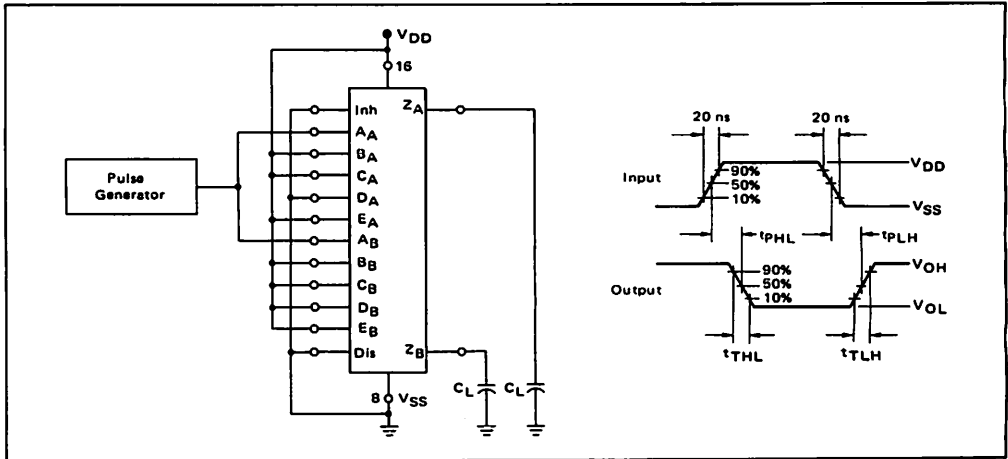 VDD
16
Inh
ZA
AA
BA
CA
DA
EA
AB
BB
CB
DB
EB
Dis
ZB
Pulse
Generator
8
VSS
CL
CL
20 ns
20 ns
Input
90%
50%
10%
VDD
VSS
tPHL
tPLH
Output
90%
50%
10%
VOH
VOL
tTHL
tTLH